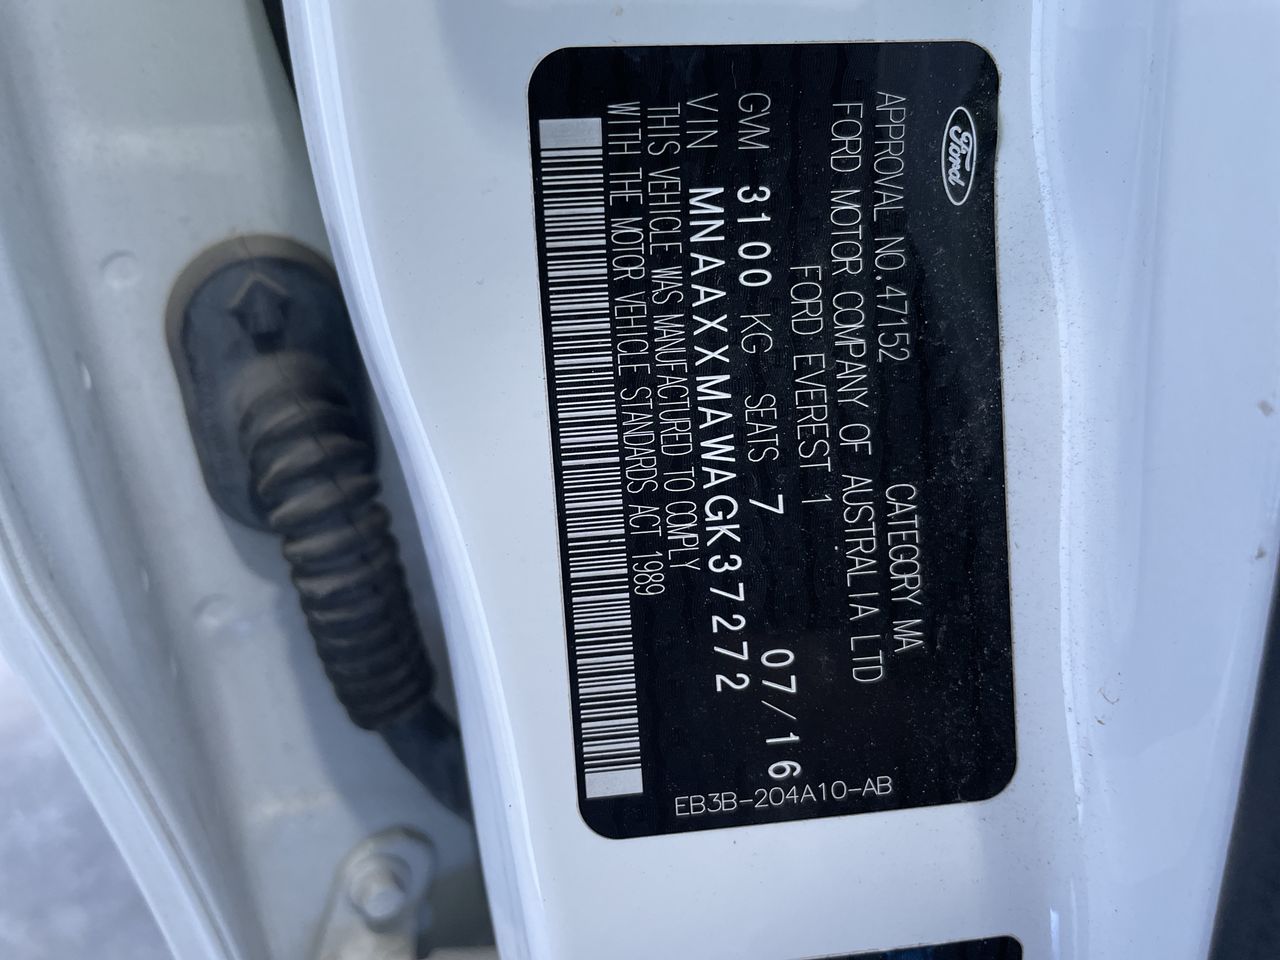 Ford
APPROVAL NO.47152 CATEGORY MA
FORD MOTOR COMPANY OF AUSTRALIA LTD
FORD EVEREST 1
GVM 3100 KG SEATS 7 07/16
VIN MNAAXXMAWAGK37272
THIS VEHICLE WAS MANUFACTURED TO COMPLY
WITH THE MOTOR VEHICLE STANDARDS ACT 1989
EB3B-204A10-AB